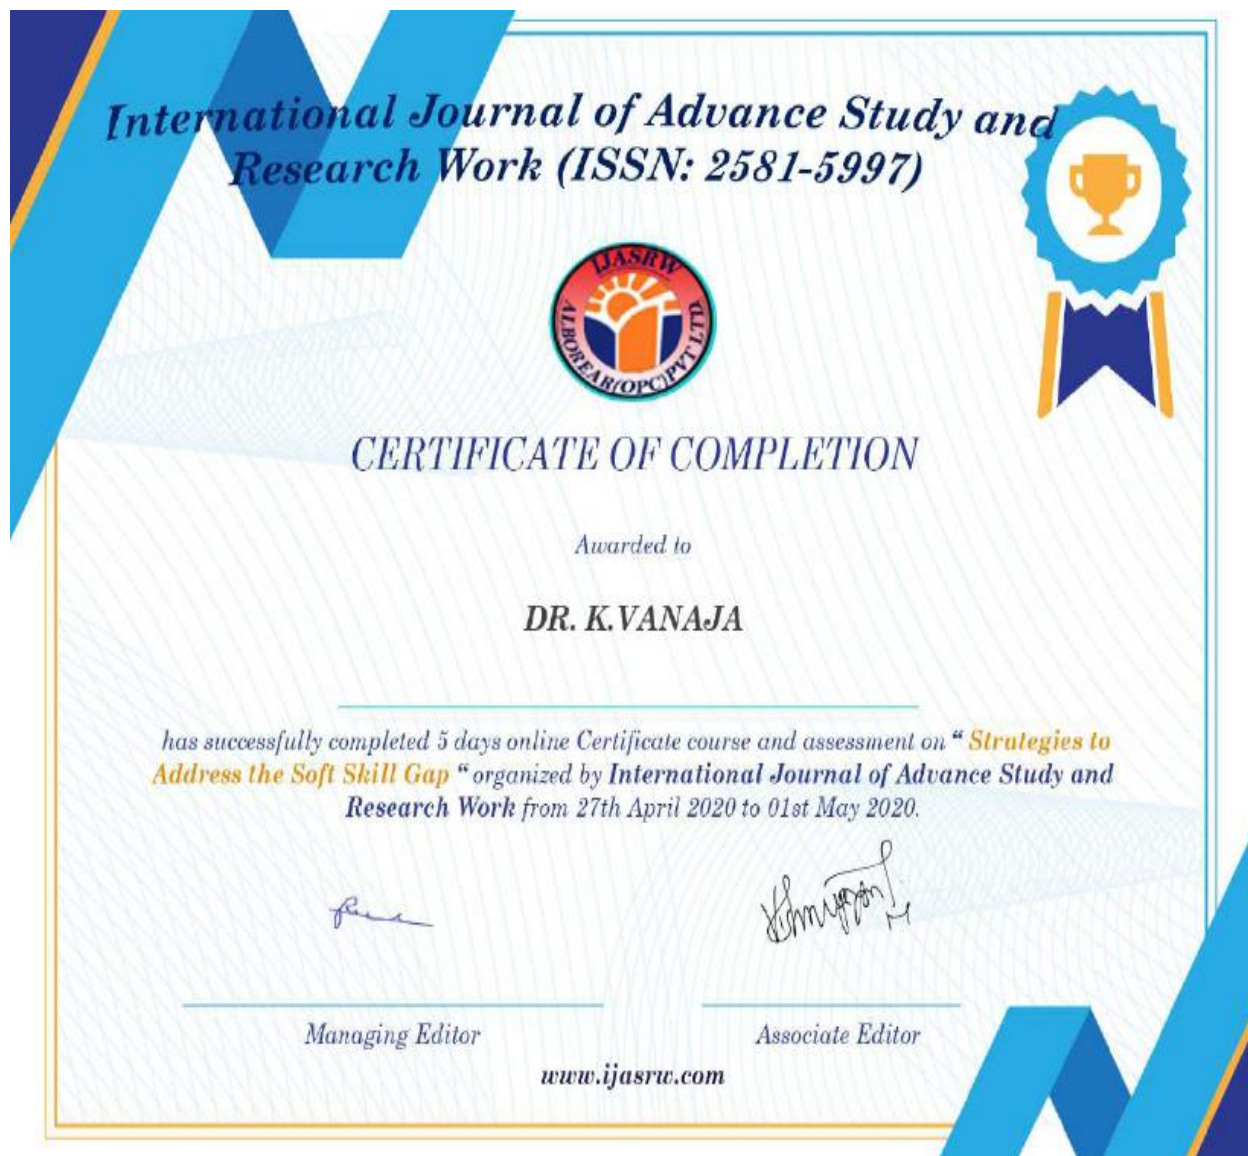 International Journal of Advance Study and
Research Work (ISSN: 2581-5997)
IJASRW
ALBOREAR(OPC)PVT LTD.
CERTIFICATE OF COMPLETION
Awarded to
DR. K.VANAJA
has successfully completed 5 days online Certificate course and assessment on “ Strategies to
Address the Soft Skill Gap “ organized by International Journal of Advance Study and
Research Work from 27th April 2020 to 01st May 2020.
Managing Editor
Associate Editor
www.ijasrw.com